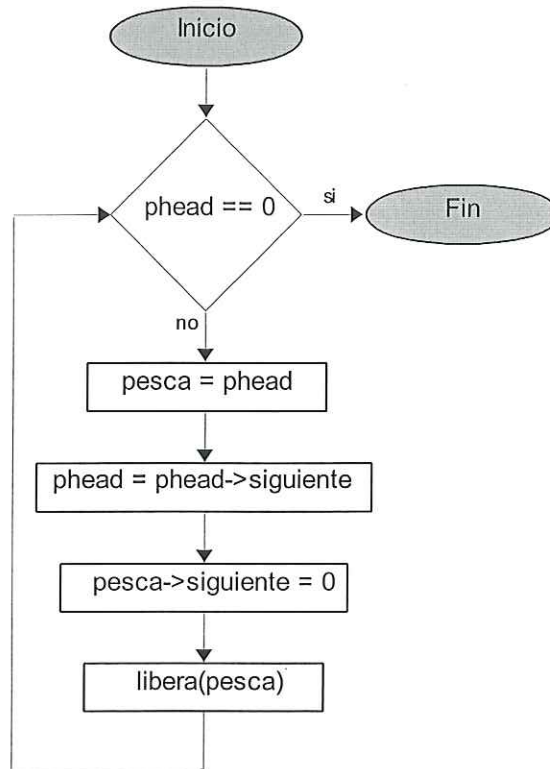 Inicio
phead == 0
si
Fin
no
pesca = phead
phead = phead->siguiente
pesca->siguiente = 0
libera(pesca)